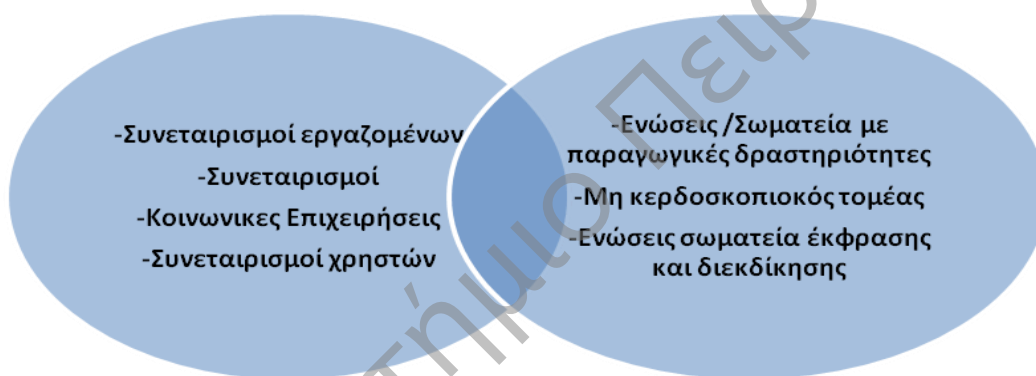 -Συνεταιρισμοί εργαζομένων
-Συνεταιρισμοί
-Κοινωνικες Επιχειρήσεις
-Συνεταιρισμοί χρηστών
-Ενώσεις /Σωματεία με
παραγωγικές δραστηριότητες
-Μη κερδοσκοπιοκός τομέας
-Ενώσεις σωματεία έκφρασης
και διεκδίκησης